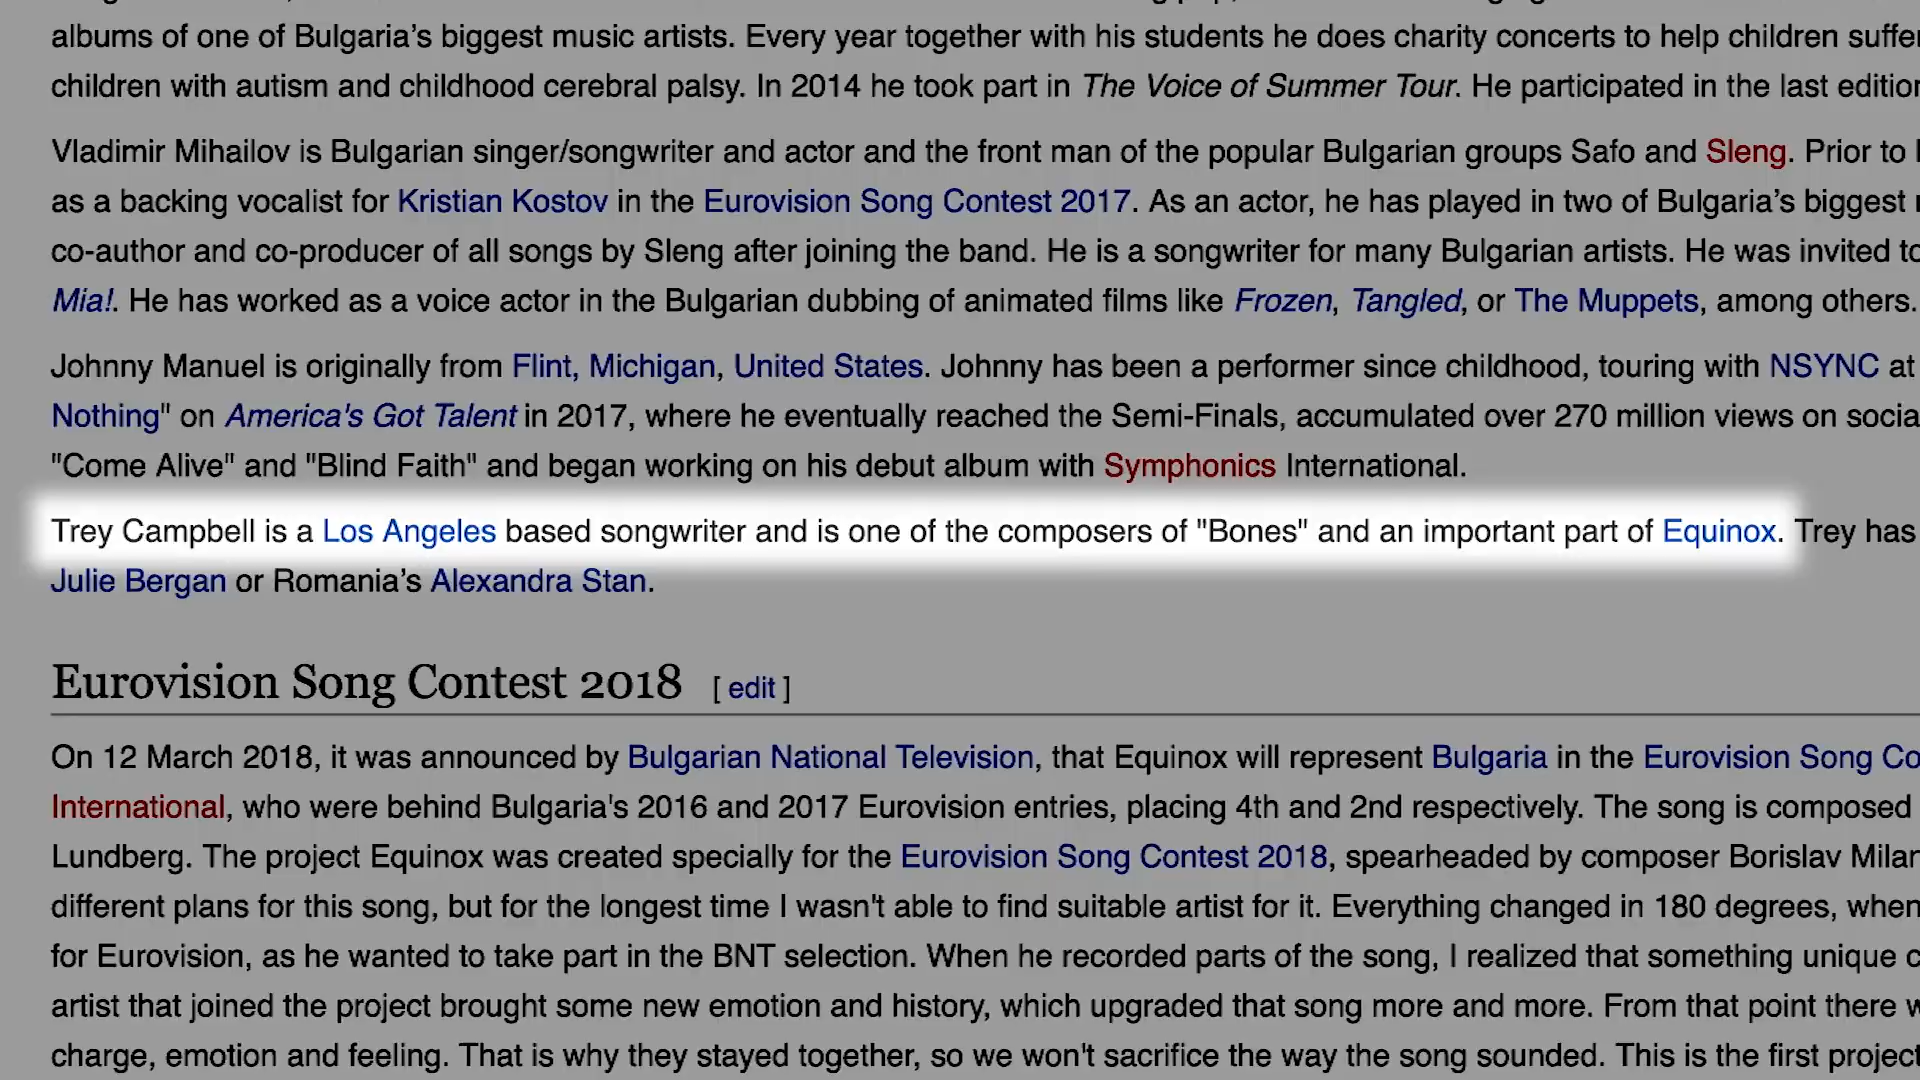 albums of one of Bulgaria’s biggest music artists. Every year together with his students he does charity concerts to help children
children with autism and childhood cerebral palsy. In 2014 he took part in The Voice of Summer Tour. He participated in the last
Vladimir Mihailov is Bulgarian singer/songwriter and actor and the front man of the popular Bulgarian groups Safo and Sleng. Prior to
as a backing vocalist for Kristian Kostov in the Eurovision Song Contest 2017. As an actor, he has played in two of Bulgaria’s biggest
co-author and co-producer of all songs by Sleng after joining the band. He is a songwriter for many Bulgarian artists. He was invited
Mia!. He has worked as a voice actor in the Bulgarian dubbing of animated films like Frozen, Tangled, or The Muppets, among others.
Johnny Manuel is originally from Flint, Michigan, United States. Johnny has been a performer since childhood, touring with NSYNC at
Nothing" on America's Got Talent in 2017, where he eventually reached the Semi-Finals, accumulated over 270 million views on
"Come Alive" and "Blind Faith" and began working on his debut album with Symphonics International.
Trey Campbell is a Los Angeles based songwriter and is one of the composers of "Bones" and an important part of Equinox. Trey has
Julie Bergan or Romania’s Alexandra Stan.
Eurovision Song Contest 2018 [ edit ]
On 12 March 2018, it was announced by Bulgarian National Television, that Equinox will represent Bulgaria in the Eurovision Song
International, who were behind Bulgaria's 2016 and 2017 Eurovision entries, placing 4th and 2nd respectively. The song is composed
Lundberg. The project Equinox was created specially for the Eurovision Song Contest 2018, spearheaded by composer Borislav
different plans for this song, but for the longest time I wasn't able to find suitable artist for it. Everything changed in 180 degrees, when
for Eurovision, as he wanted to take part in the BNT selection. When he recorded parts of the song, I realized that something unique
artist that joined the project brought some new emotion and history, which upgraded that song more and more. From that point there
charge, emotion and feeling. That is why they stayed together, so we won't sacrifice the way the song sounded. This is the first project